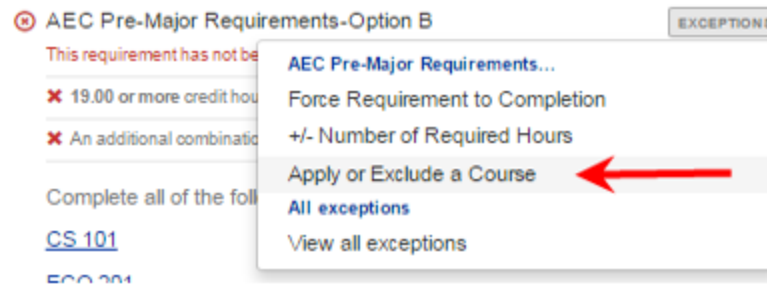 AEC Pre-Major Requirements-Option B
EXCEPTION
This requirement has not be
AEC Pre-Major Requirements...
19.00 or more credit hou
Force Requirement to Completion
+/- Number of Required Hours
An additional combinatio
Apply or Exclude a Course
Complete all of the foll
All exceptions
CS 101
View all exceptions
ECO 201